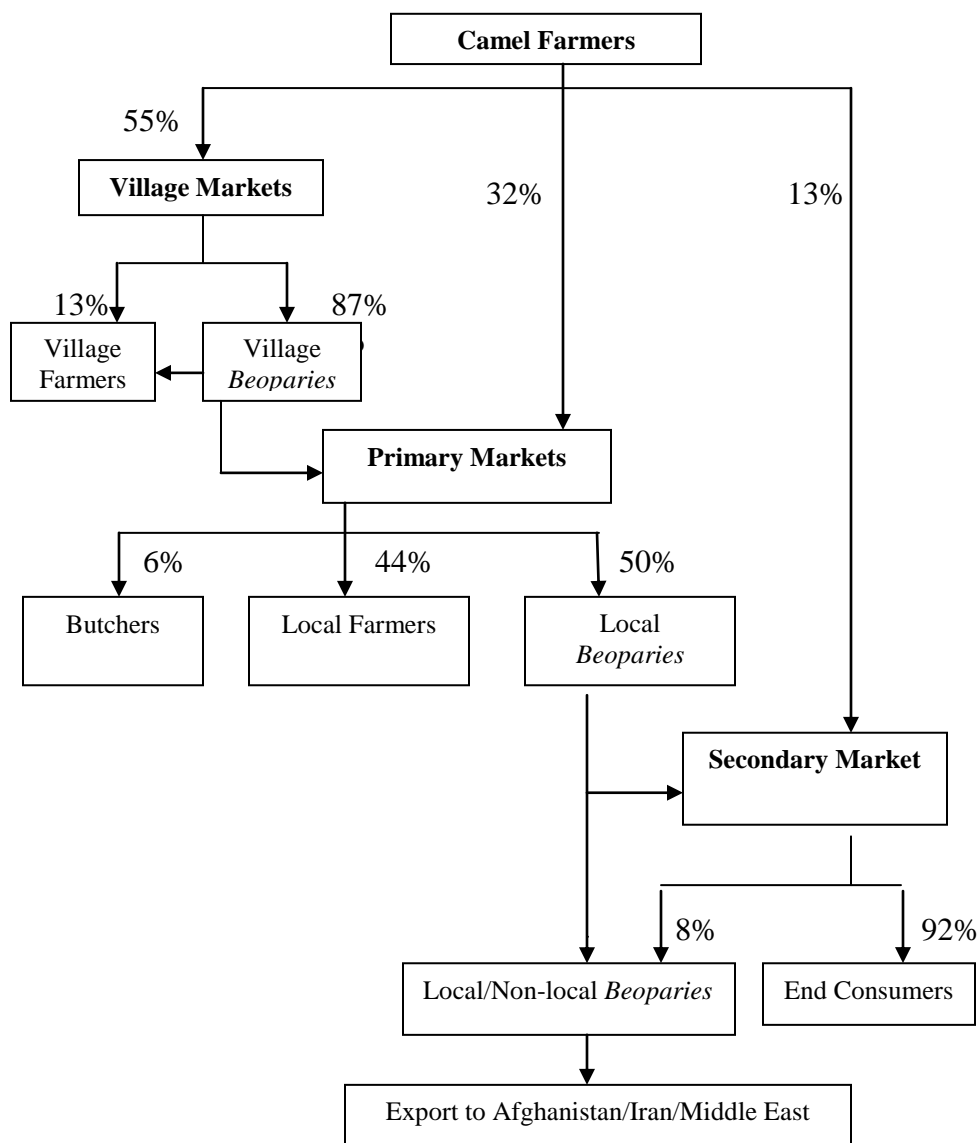 Camel Farmers
55%
32%
13%
Village Markets
13%
87%
Village
Farmers
Village
Beoparies
Primary Markets
6%
44%
50%
Butchers
Local Farmers
Local
Beoparies
Secondary Market
8%
92%
Local/Non-local Beoparies
End Consumers
Export to Afghanistan/Iran/Middle East